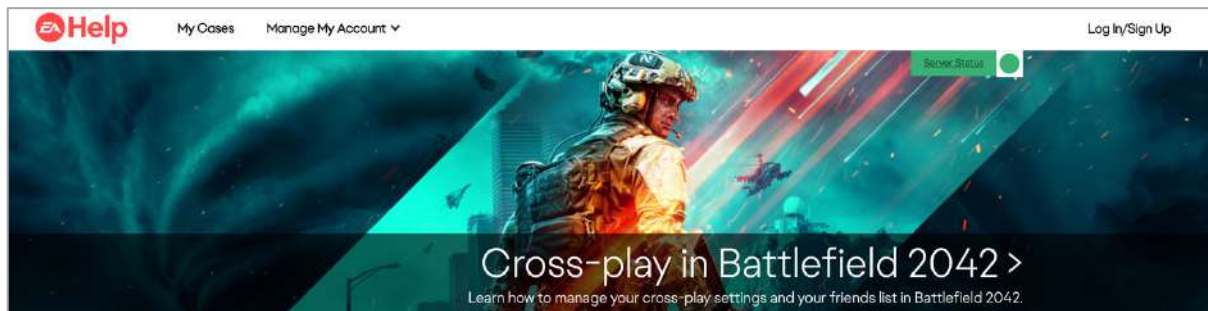 EA Help My Cases Manage My Account Log In/Sign Up
Server Status
Cross-play in Battlefield 2042 >
Learn how to manage your cross-play settings and your friends list in Battlefield 2042.